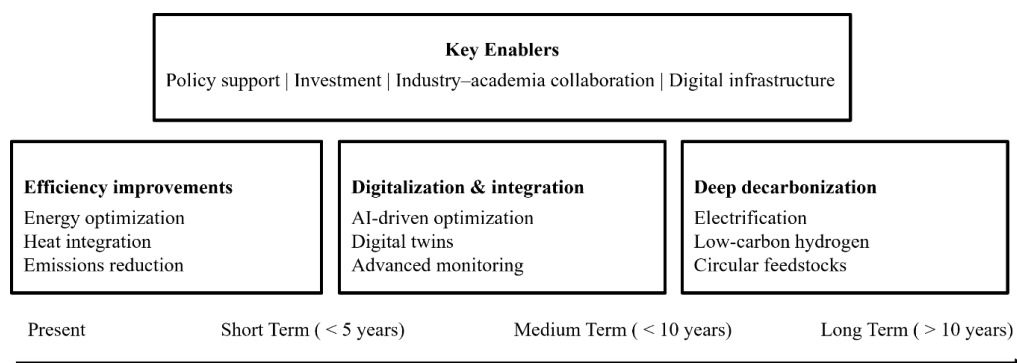 Key Enablers
Policy support | Investment | Industry–academia collaboration | Digital infrastructure
Efficiency improvements
Energy optimization
Heat integration
Emissions reduction
Digitalization & integration
AI-driven optimization
Digital twins
Advanced monitoring
Deep decarbonization
Electrification
Low-carbon hydrogen
Circular feedstocks
Present
Short Term ( < 5 years)
Medium Term ( < 10 years)
Long Term ( > 10 years)